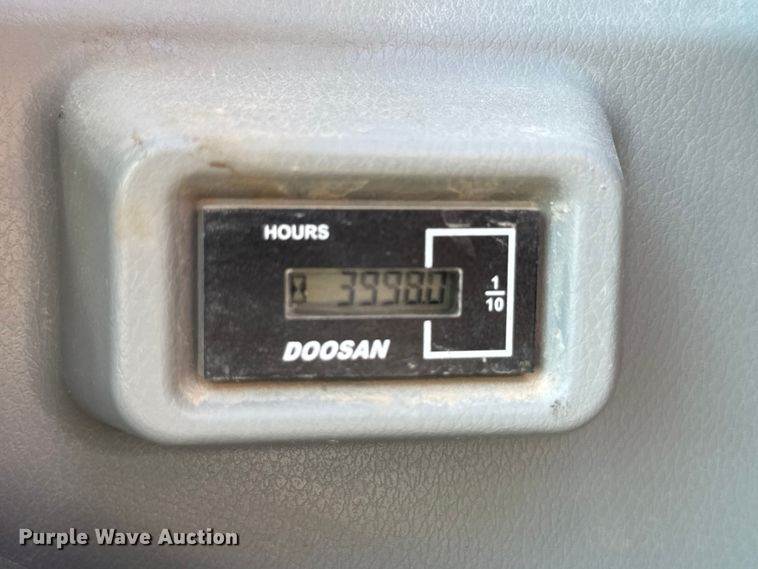 HOURS
3998.0
1
10
DOOSAN
Purple Wave Auction